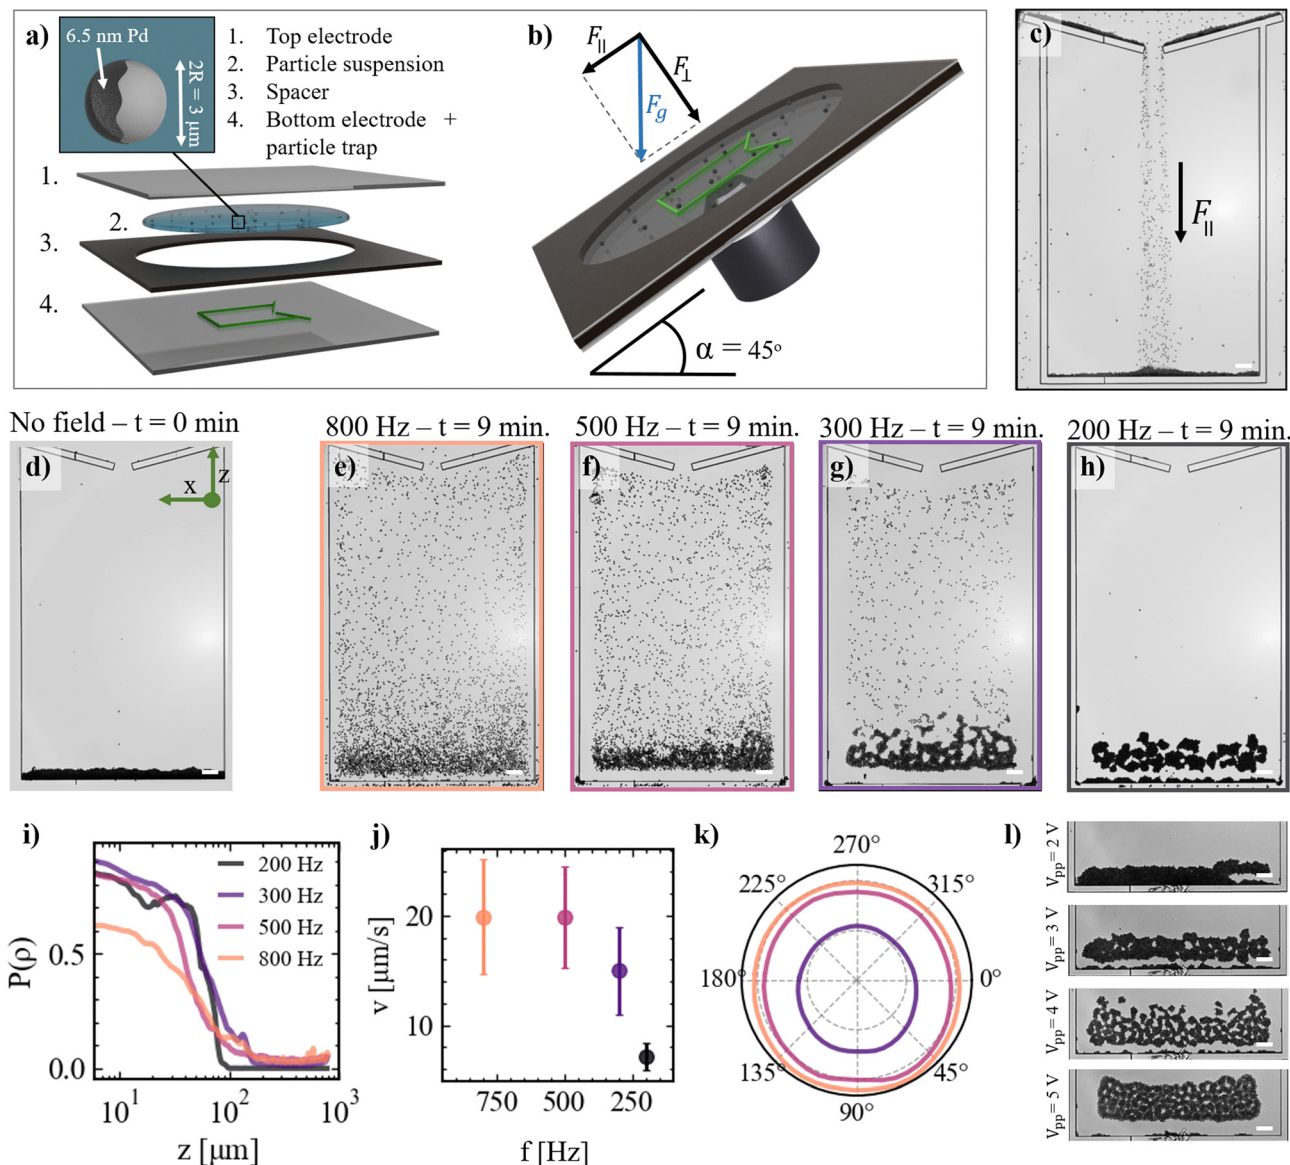 a)
6.5 nm Pd
2R = 3 μm
1. Top electrode
2. Particle suspension
3. Spacer
4. Bottom electrode +
particle trap
1.
2.
3.
4.
b)
F||
F⊥
Fg
α = 45°
c)
F||
No field – t = 0 min
800 Hz – t = 9 min.
500 Hz – t = 9 min.
300 Hz – t = 9 min.
200 Hz – t = 9 min.
d)
x
z
e)
f)
g)
h)
i)
200 Hz
300 Hz
500 Hz
800 Hz
0.5
0.0
P(ρ)
10¹
10²
10³
z [μm]
j)
20
10
v [μm/s]
750
500
250
f [Hz]
k)
270°
225°
315°
180°
0°
135°
45°
90°
l)
Vpp= 2 V
Vpp= 3 V
Vpp= 4 V
Vpp= 5 V